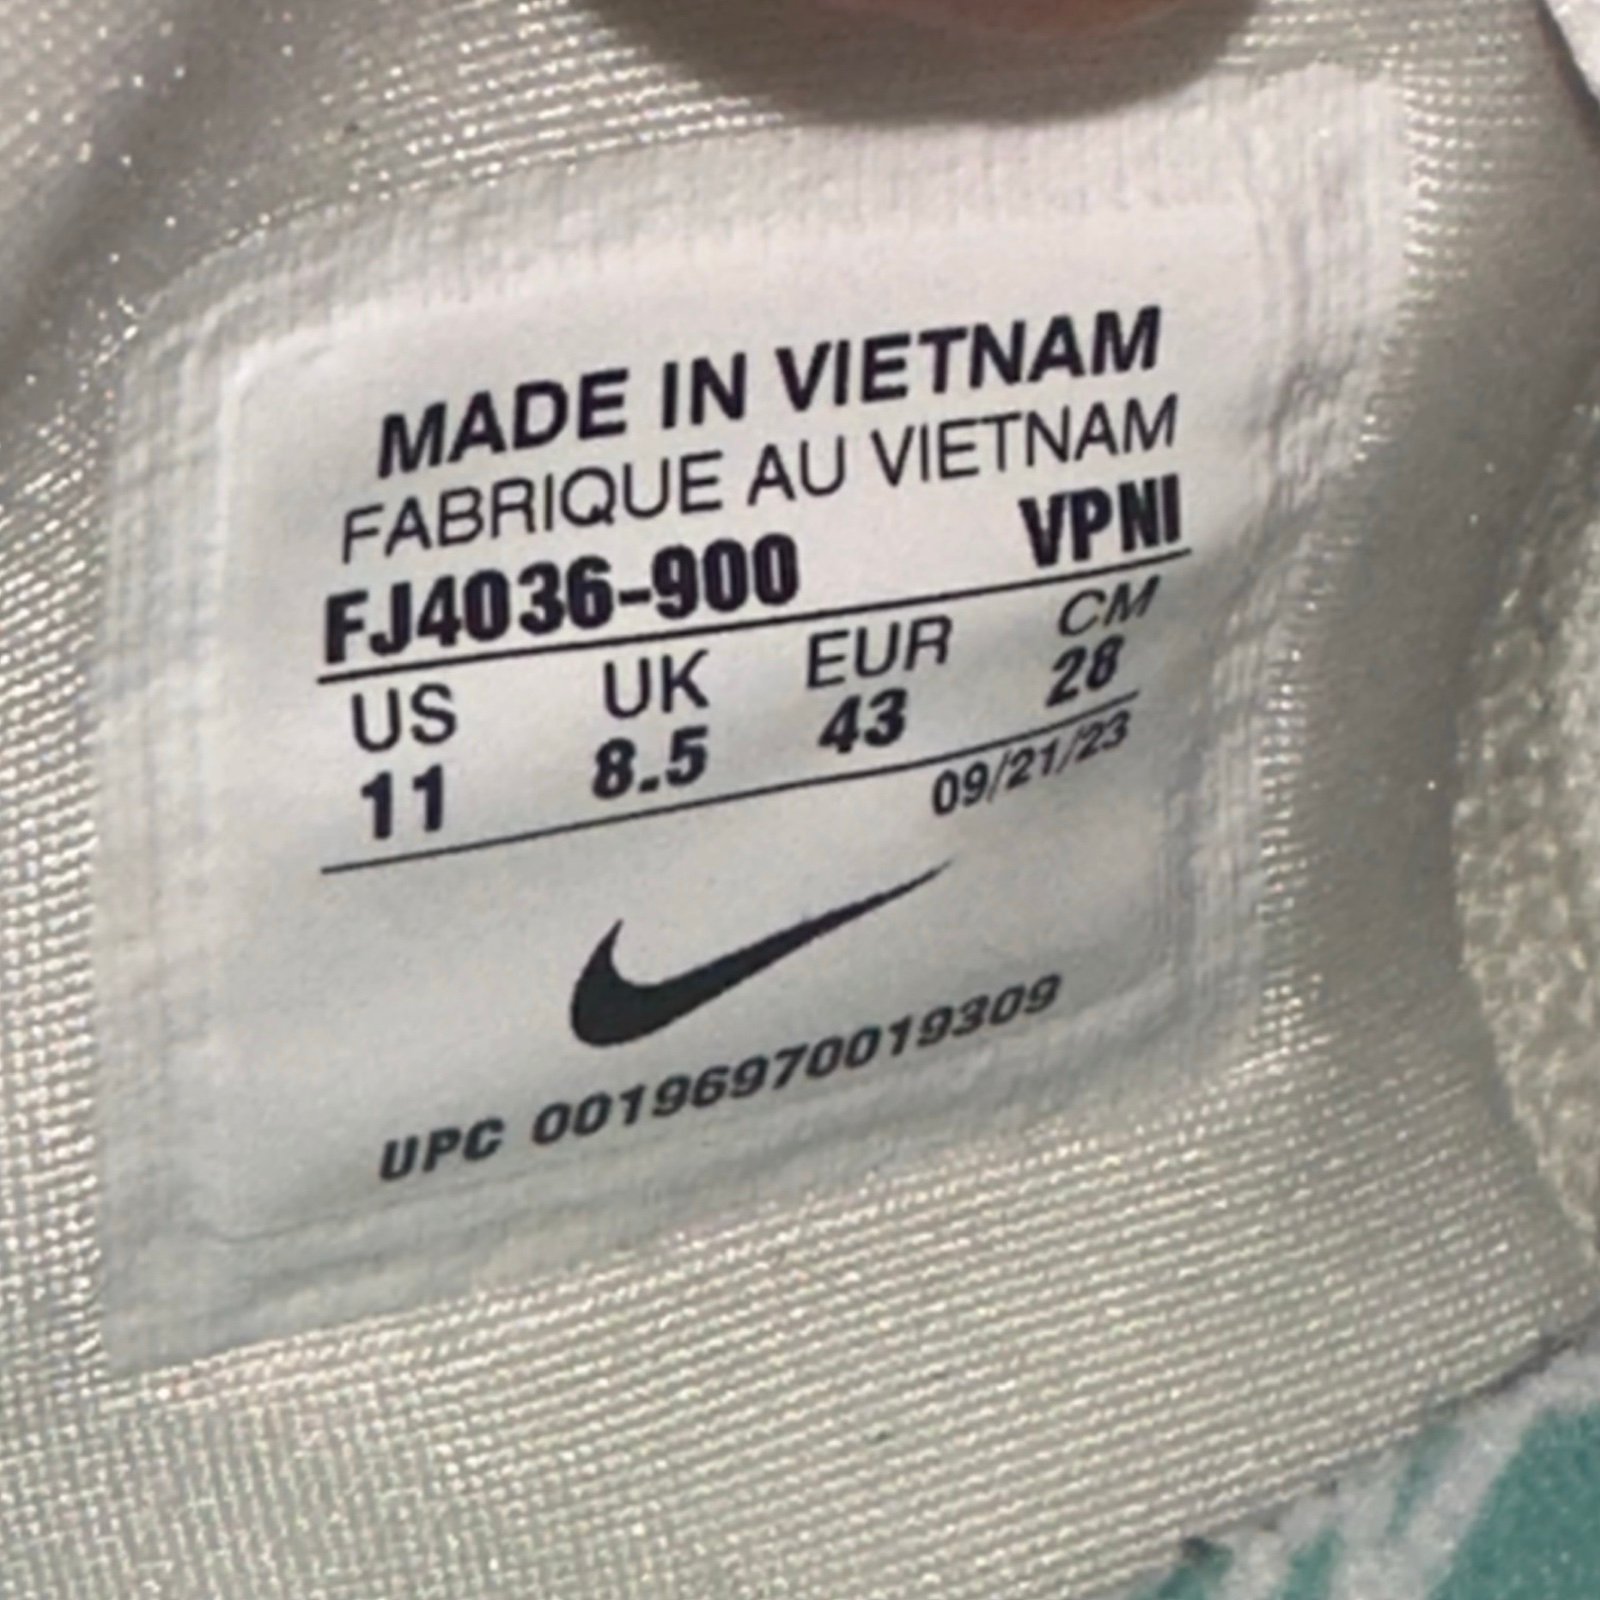 MADE IN VIETNAM
FABRIQUE AU VIETNAM
FJ4036-900 VPNI
US UK EUR CM
11 8.5 43 28
09/21/23
UPC 00196970019309